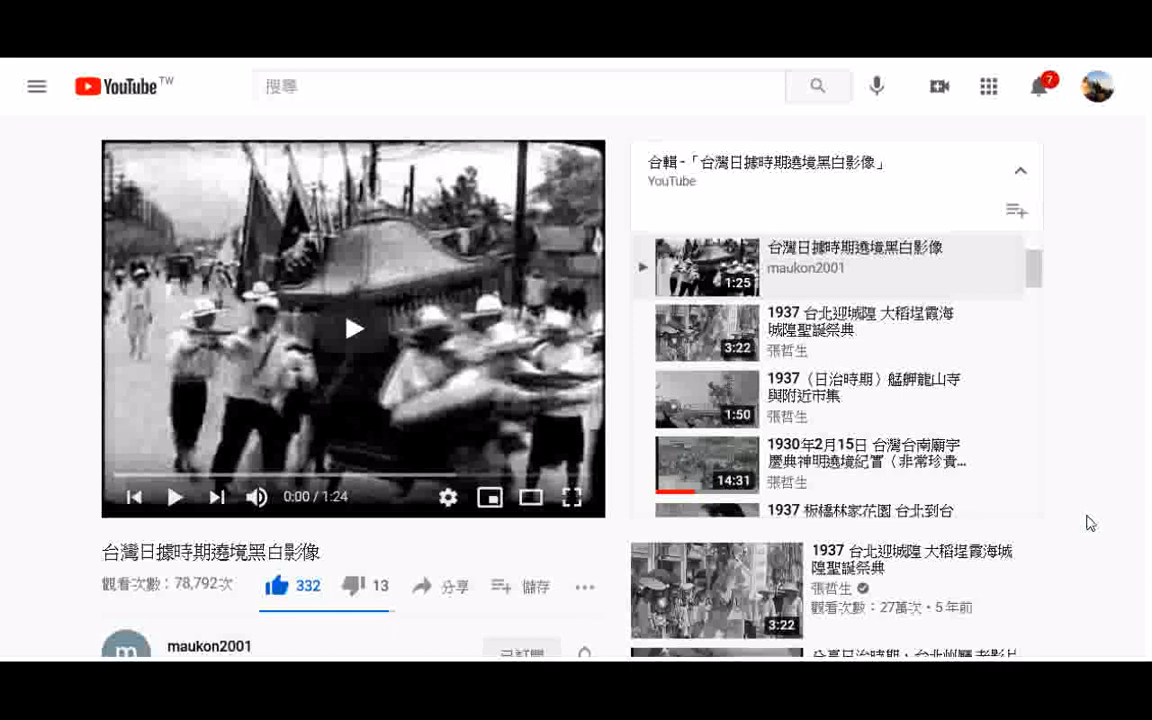 YouTube TW
搜尋
7
合輯 -「台灣日據時期遶境黑白影像」
YouTube
台灣日據時期遶境黑白影像
maukon2001
1:25
1937 台北迎城隍 大稻埕霞海
城隍聖誕祭典
張哲生
3:22
1937（日治時期）艋舺龍山寺
與附近市集
張哲生
1:50
1930年2月15日 台灣台南廟宇
慶典神明遶境紀實（非常珍貴...
張哲生
14:31
1937 板橋林家花園 台北到台
0:00 / 1:24
台灣日據時期遶境黑白影像
觀看次數：78,792次
332
13
分享
儲存
maukon2001
已訂閱
1937 台北迎城隍 大稻埕霞海城
隍聖誕祭典
張哲生
觀看次數：27萬次・5 年前
3:22